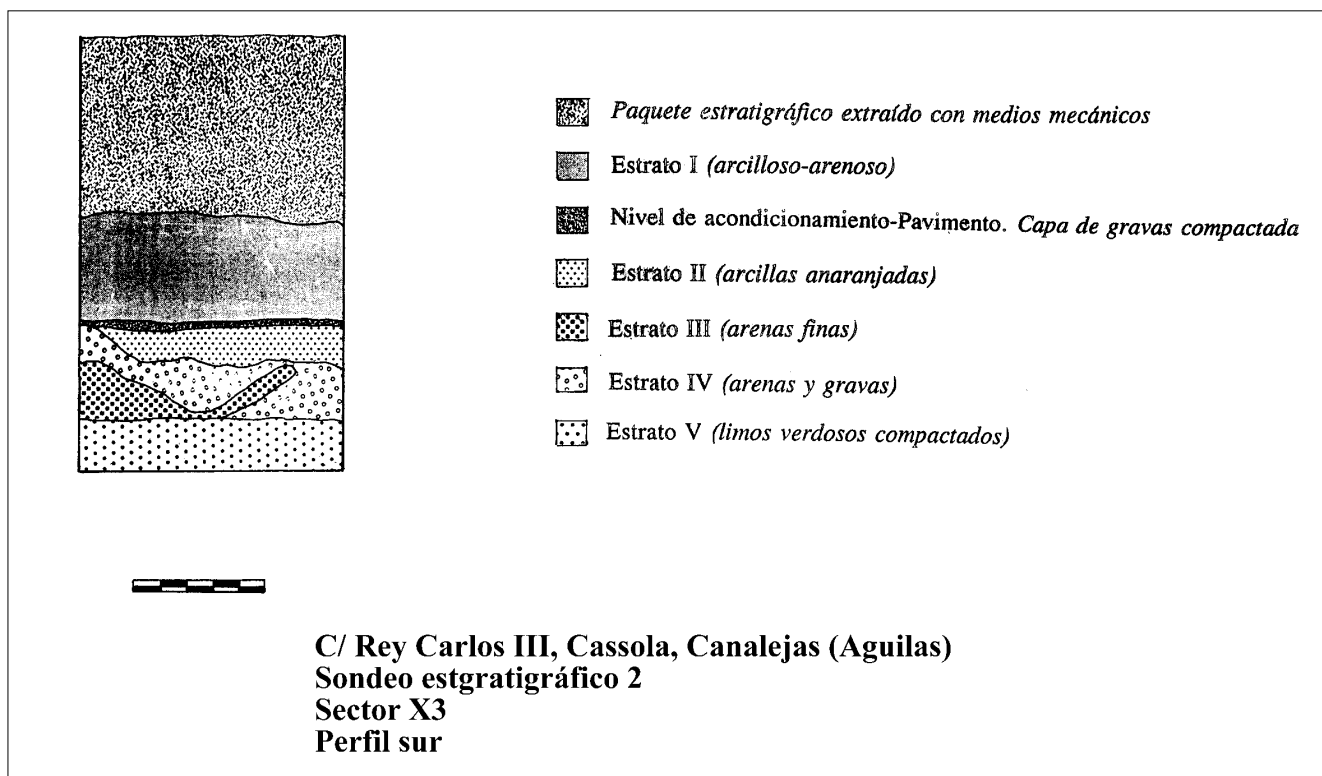 Paquete estratigráfico extraído con medios mecánicos
Estrato I (arcilloso-arenoso)
Nivel de acondicionamiento-Pavimento. Capa de gravas compactada
Estrato II (arcillas anaranjadas)
Estrato III (arenas finas)
Estrato IV (arenas y gravas)
Estrato V (limos verdosos compactados)
C/ Rey Carlos III, Cassola, Canalejas (Aguilas)
Sondeo estgratigráfico 2
Sector X3
Perfil sur